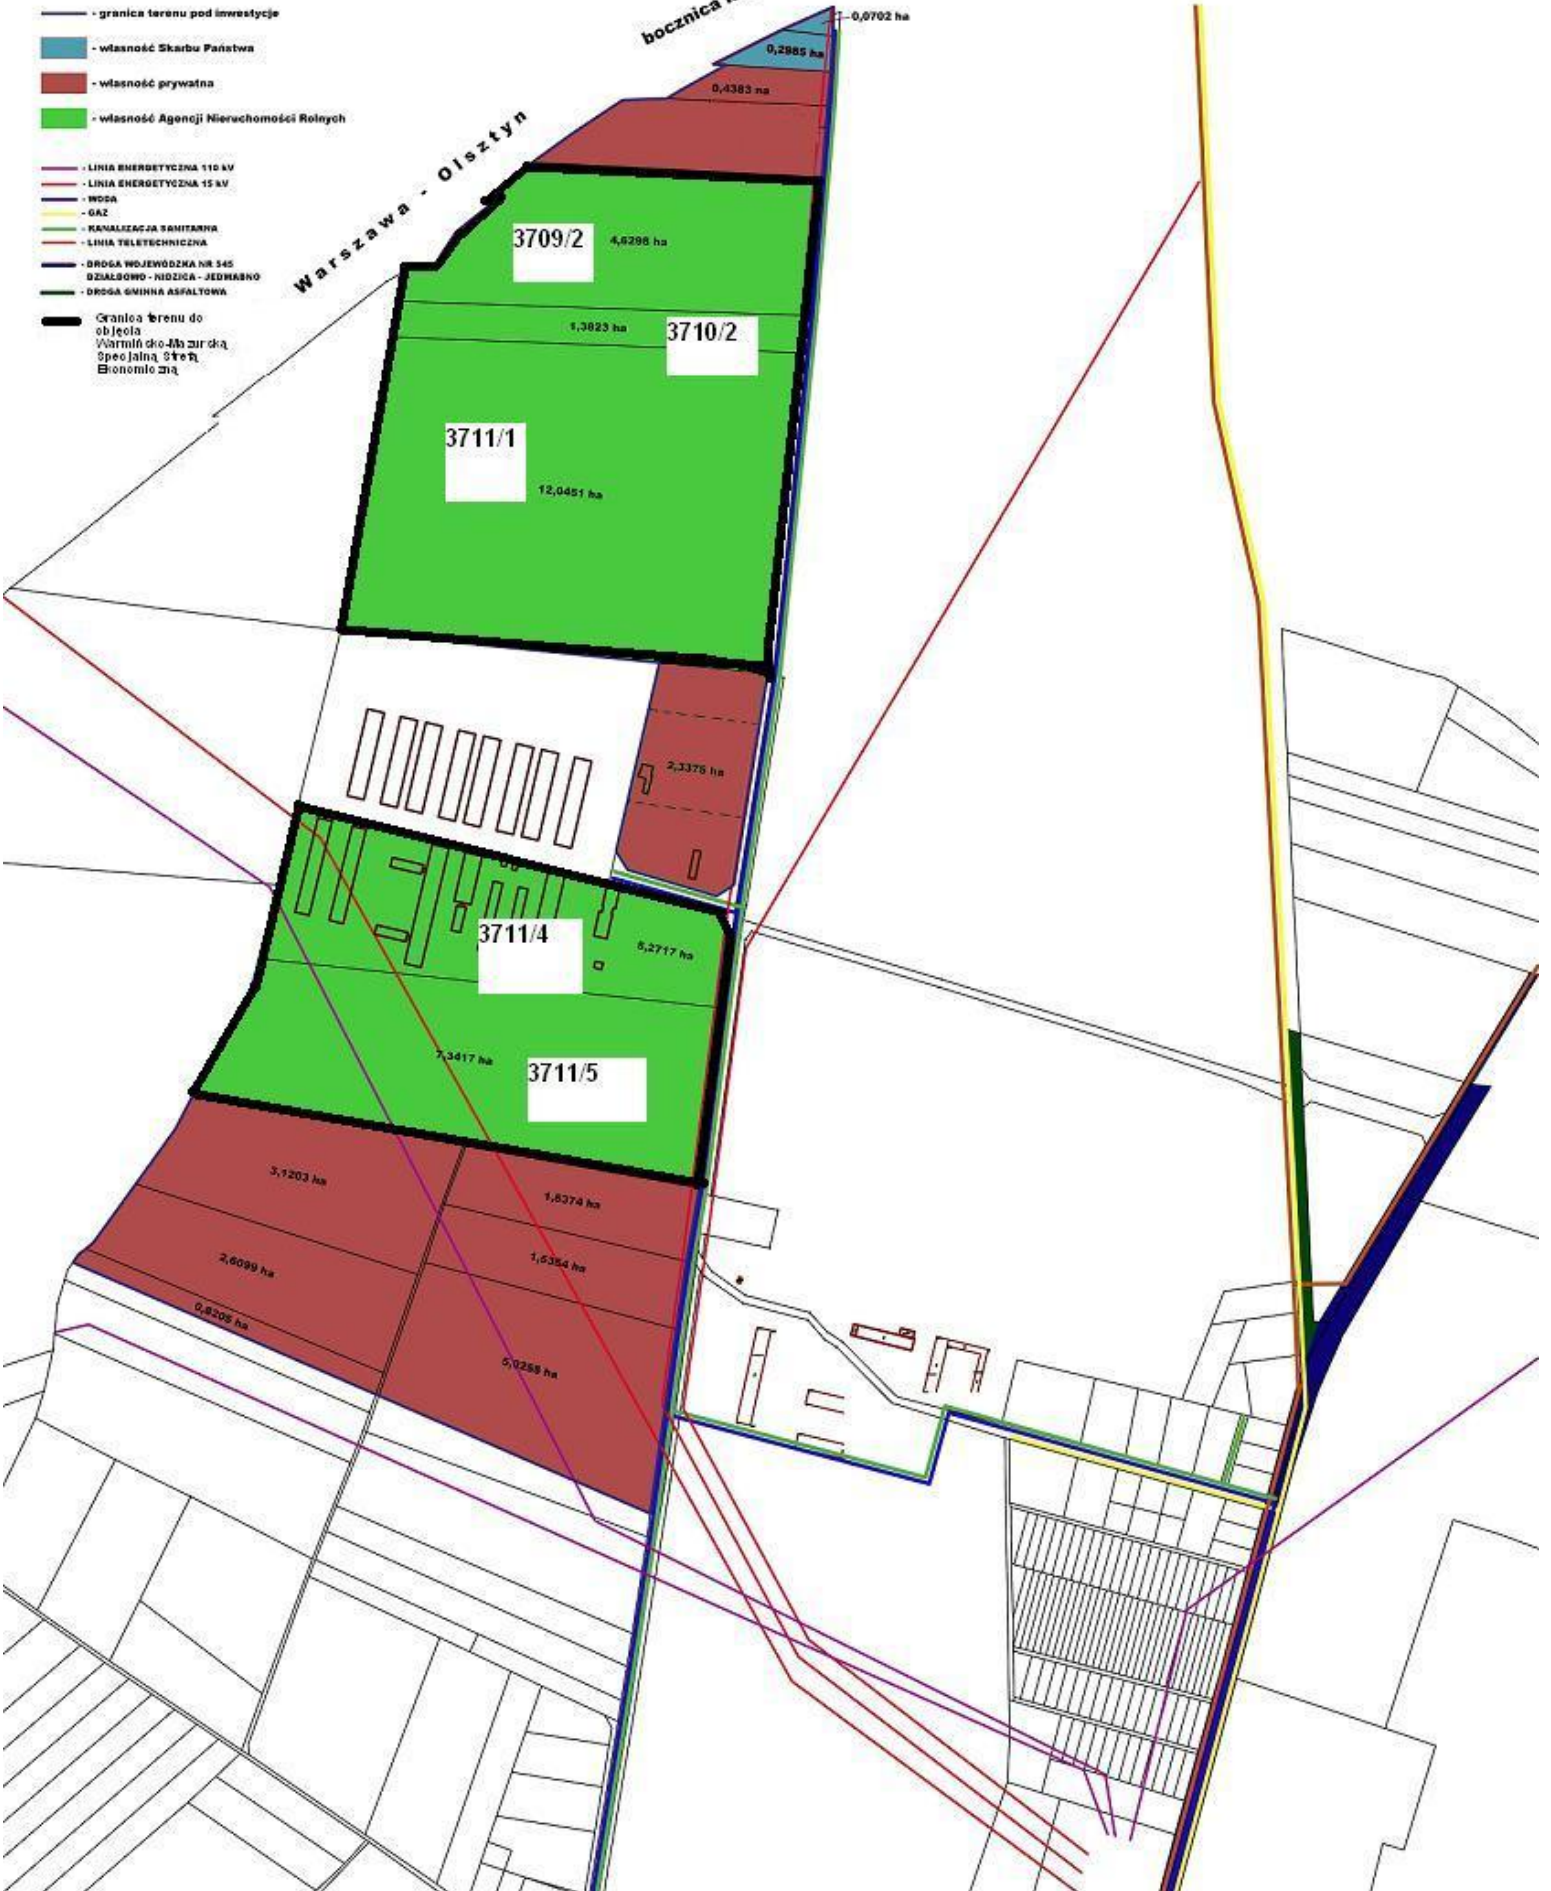 - granica terenu pod inwestycje
- własność Skarbu Państwa
- własność prywatna
- własność Agencji Nieruchomości Rolnych
- LINIA ENERGETYCZNA 110 kV
- LINIA ENERGETYCZNA 15 kV
- WODA
- GAZ
- KANALIZACJA SANITARNA
- LINIA TELETECHNICZNA
- DROGA WOJEWÓDZKA NR 545
DZIAŁDOWO - NIDZICA - JEDWABNO
- DROGA GMINNA ASFALTOWA
Granica terenu do
objęcia
Warmińsko-Mazurską
Specjalną Strefą
Ekonomiczną
bocznica
0,0702 ha
0,2985 ha
0,4383 ha
Warszawa - Olsztyn
3709/2
4,6298 ha
1,3823 ha
3710/2
3711/1
12,0451 ha
2,3375 ha
3711/4
5,2717 ha
7,3417 ha
3711/5
3,1203 ha
1,5374 ha
2,6099 ha
1,5354 ha
0,8205 ha